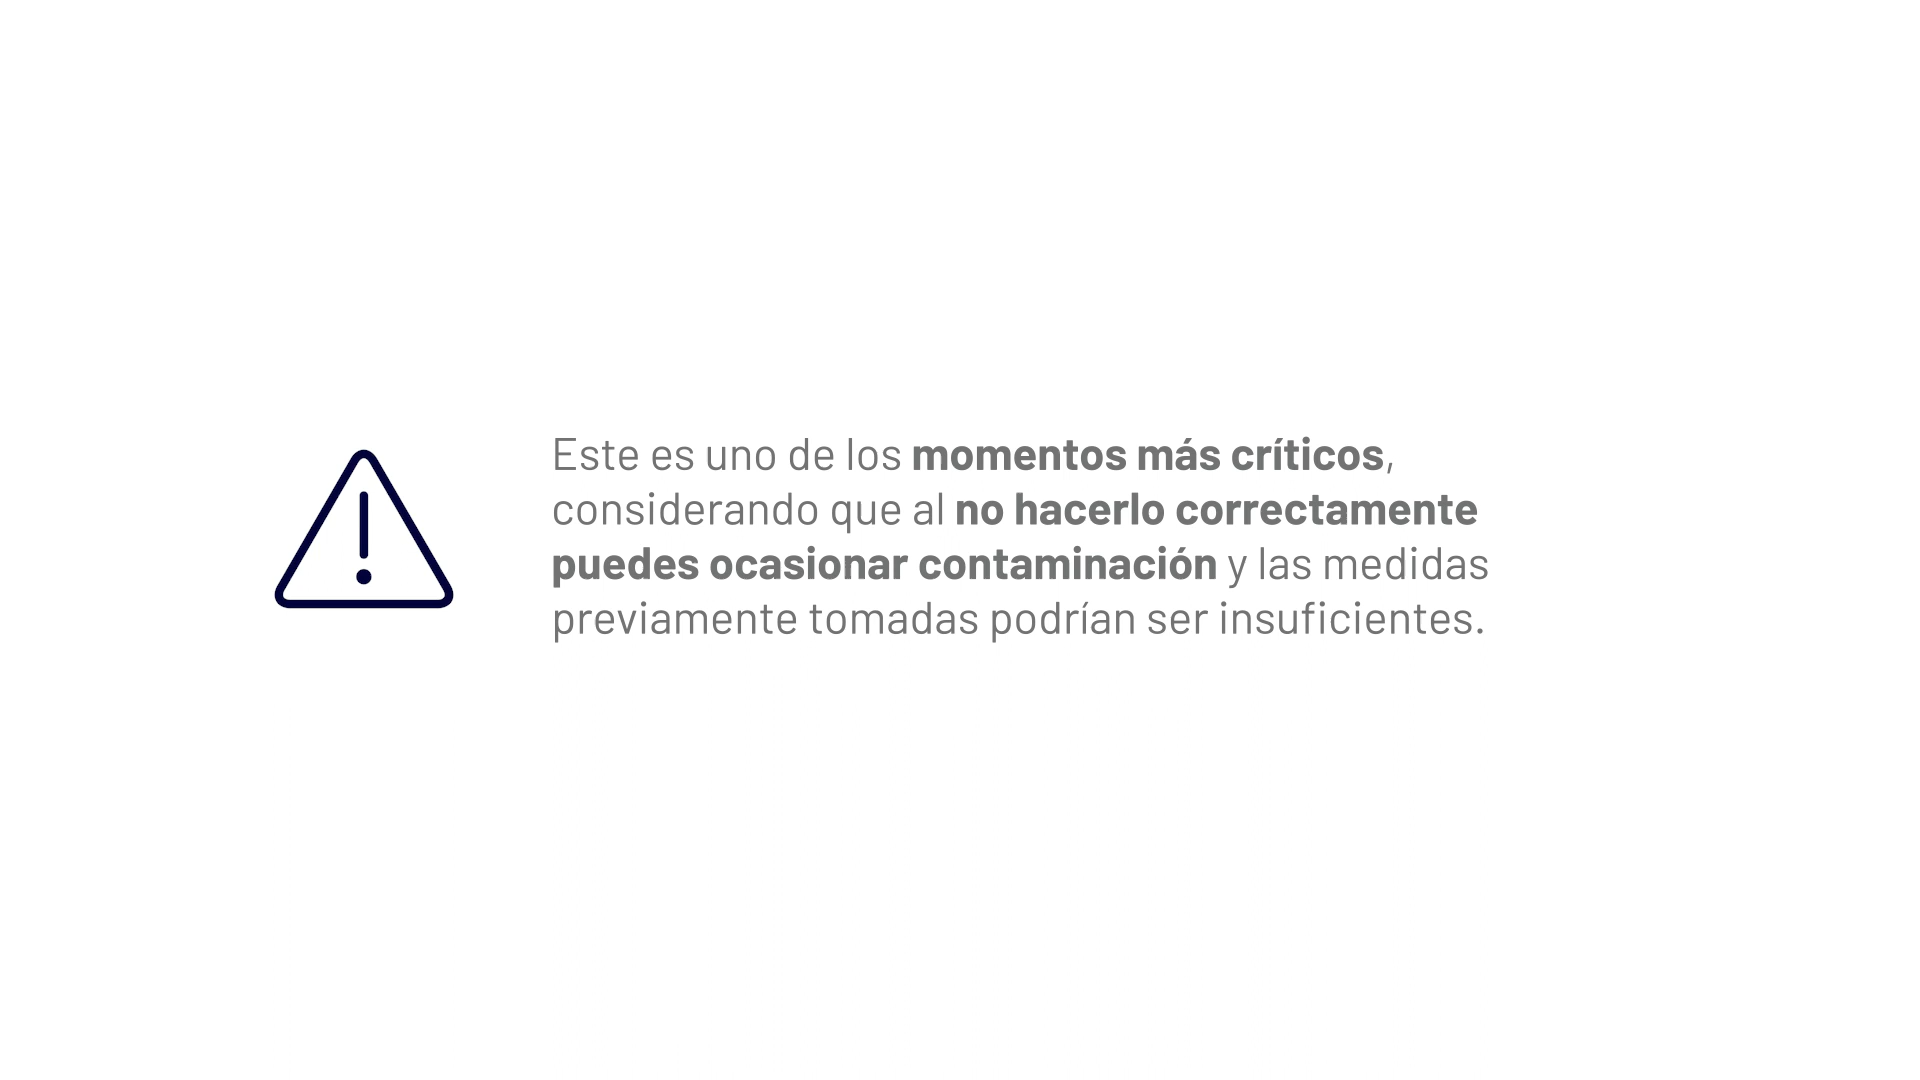 Este es uno de los momentos más críticos,
considerando que al no hacerlo correctamente
puedes ocasionar contaminación y las medidas
previamente tomadas podrían ser insuficientes.